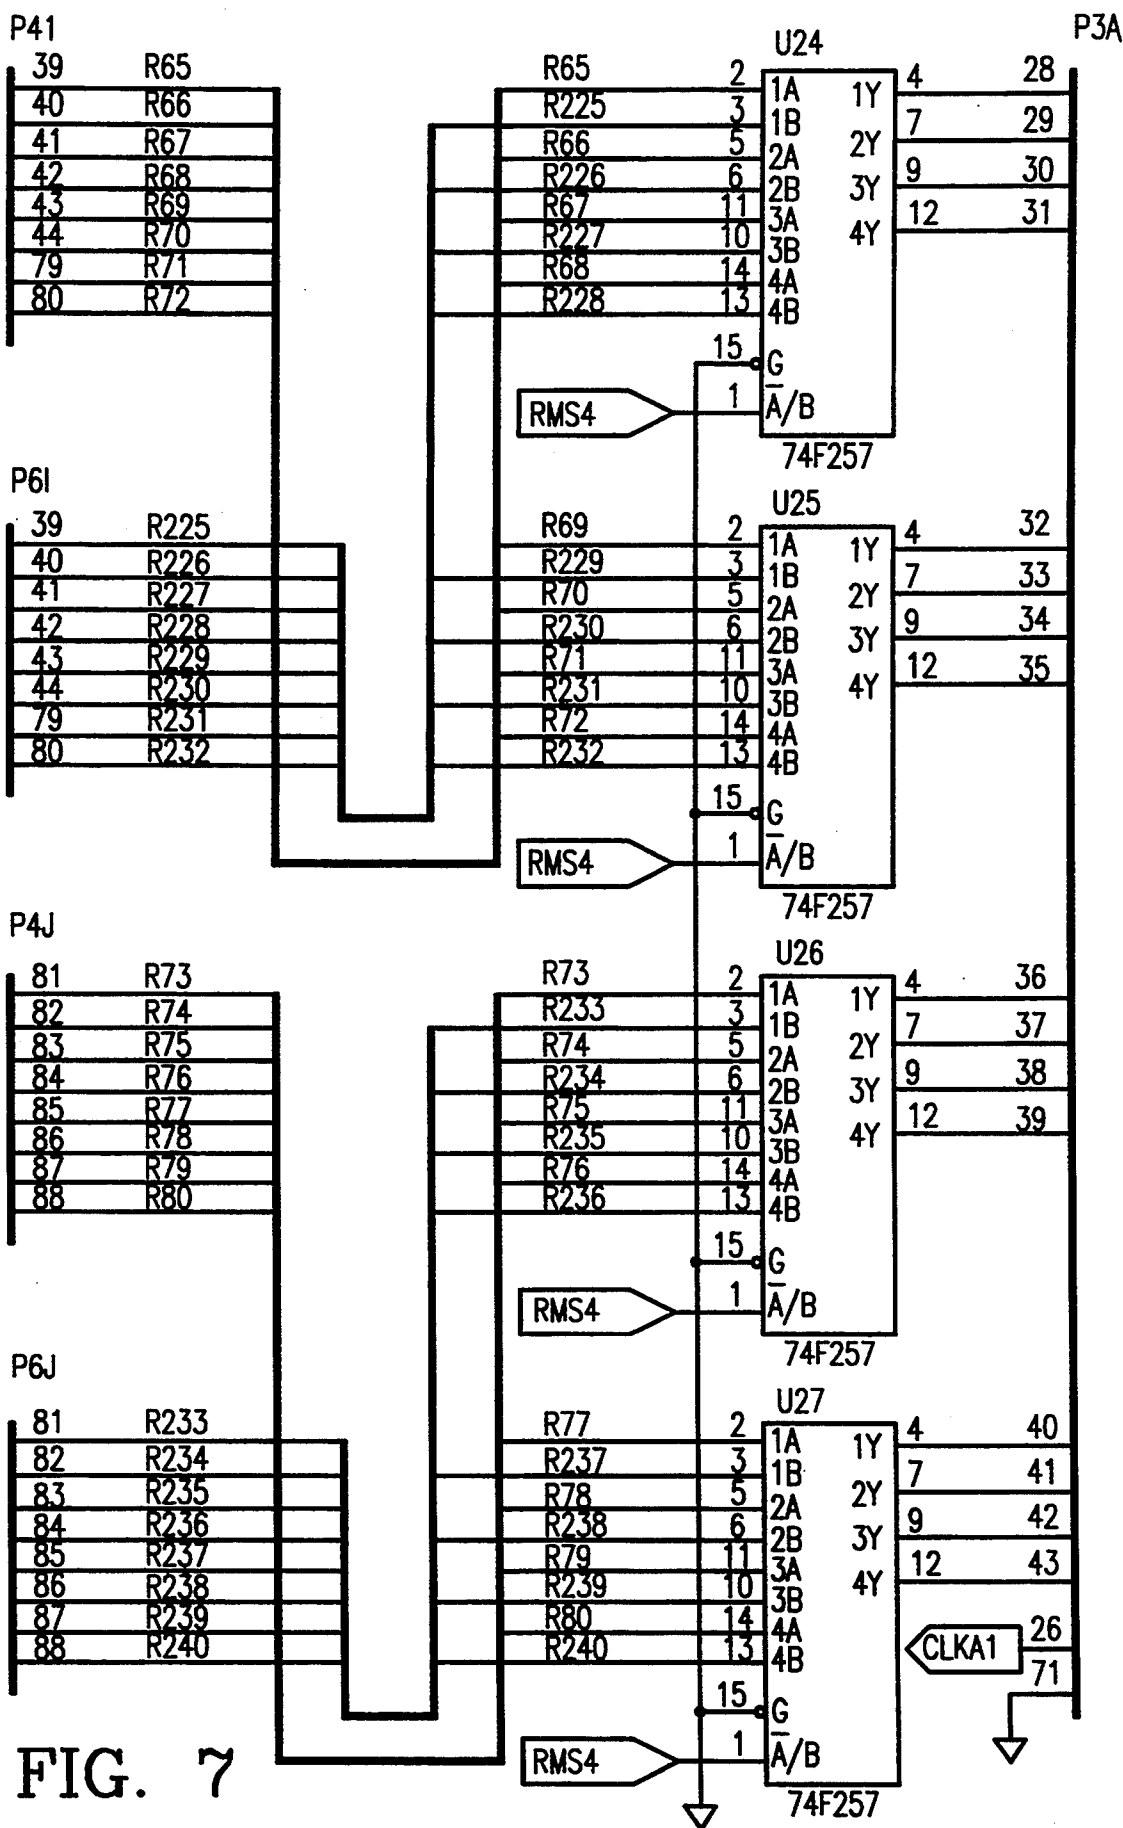 P41
39 R65
40 R66
41 R67
42 R68
43 R69
44 R70
79 R71
80 R72
P6I
39 R225
40 R226
41 R227
42 R228
43 R229
44 R230
79 R231
80 R232
P4J
81 R73
82 R74
83 R75
84 R76
85 R77
86 R78
87 R79
88 R80
P6J
81 R233
82 R234
83 R235
84 R236
85 R237
86 R238
87 R239
88 R240
U24
R65 2 1A 1Y 4 28
R225 3 1B
R66 5 2A 2Y 7 29
R226 6 2B 3Y 9 30
R67 11 3A
R227 10 3B 4Y 12 31
R68 14 4A
R228 13 4B
15 G
RMS4 1 A̅/B
74F257
U25
R69 2 1A 1Y 4 32
R229 3 1B
R70 5 2A 2Y 7 33
R230 6 2B 3Y 9 34
R71 11 3A
R231 10 3B 4Y 12 35
R72 14 4A
R232 13 4B
15 G
RMS4 1 A̅/B
74F257
U26
R73 2 1A 1Y 4 36
R233 3 1B
R74 5 2A 2Y 7 37
R234 6 2B 3Y 9 38
R75 11 3A
R235 10 3B 4Y 12 39
R76 14 4A
R236 13 4B
15 G
RMS4 1 A̅/B
74F257
U27
R77 2 1A 1Y 4 40
R237 3 1B
R78 5 2A 2Y 7 41
R238 6 2B 3Y 9 42
R79 11 3A
R239 10 3B 4Y 12 43
R80 14 4A
R240 13 4B
15 G
RMS4 1 A̅/B
74F257
P3A
CLKA1 26
71
FIG. 7